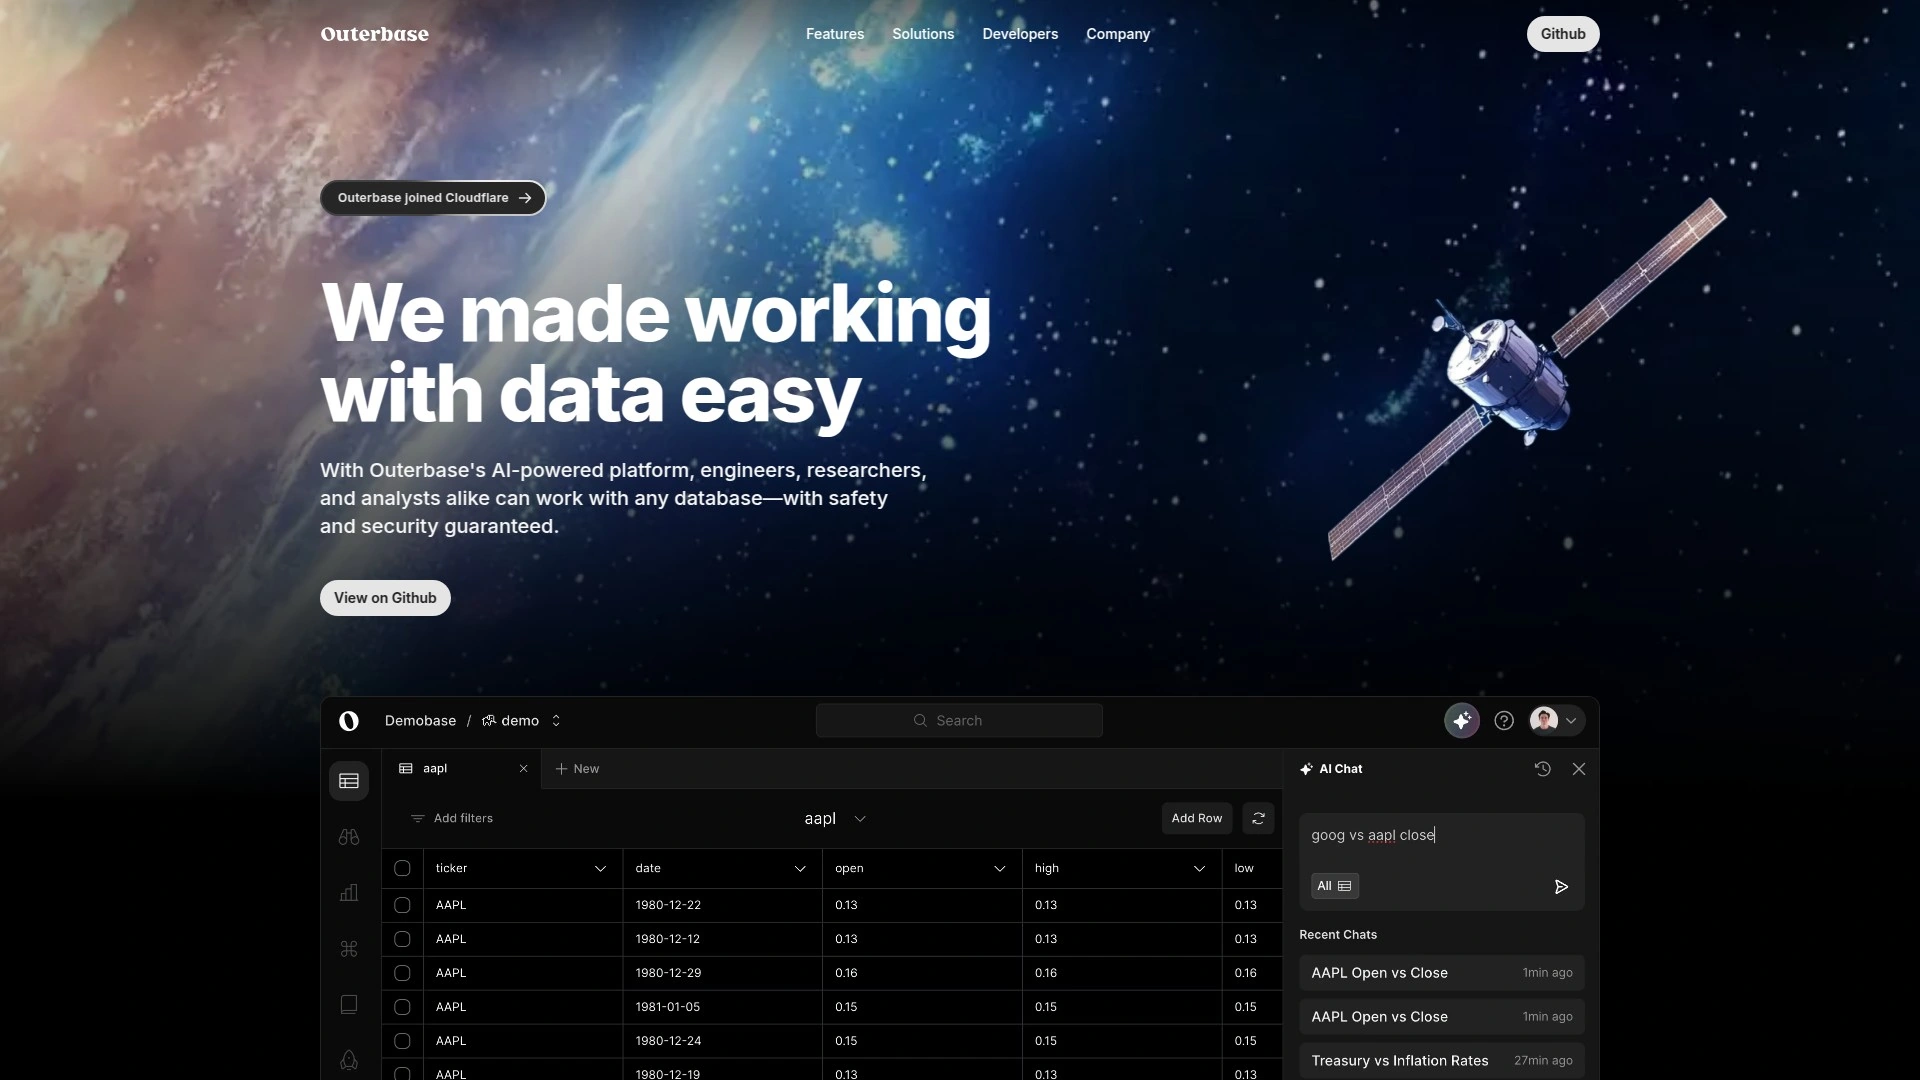 Outerbase
Features Solutions Developers Company
Github
Outerbase joined Cloudflare
We made working
with data easy
With Outerbase's AI-powered platform, engineers, researchers,
and analysts alike can work with any database—with safety
and security guaranteed.
View on Github
Demobase / demo
Search
aapl
New
AI Chat
Add filters
aapl
Add Row
goog vs aapl close
All
ticker date open high low
AAPL 1980-12-22 0.13 0.13 0.13
AAPL 1980-12-12 0.13 0.13 0.13
AAPL 1980-12-29 0.16 0.16 0.16
AAPL 1981-01-05 0.15 0.15 0.15
AAPL 1980-12-24 0.15 0.15 0.15
AAPL 1980-12-19 0.13 0.13 0.13
Recent Chats
AAPL Open vs Close 1min ago
AAPL Open vs Close 1min ago
Treasury vs Inflation Rates 27min ago